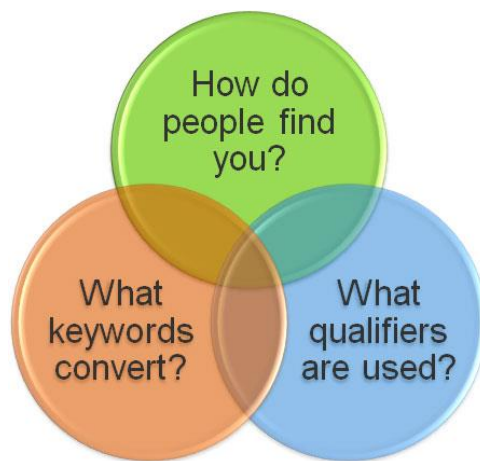 How do
people find
you?
What
keywords
convert?
What
qualifiers
are used?